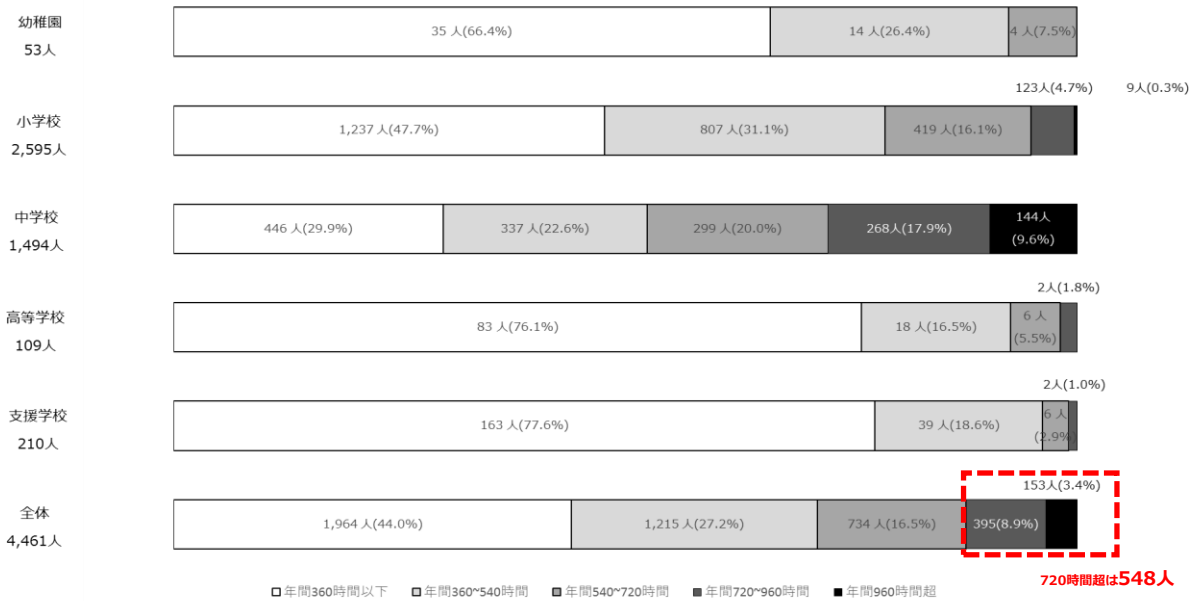 幼稚園
53人
35 人(66.4%)
14 人(26.4%)
4 人(7.5%)
小学校
2,595人
1,237 人(47.7%)
807 人(31.1%)
419 人(16.1%)
123人(4.7%)
9人(0.3%)
中学校
1,494人
446 人(29.9%)
337 人(22.6%)
299 人(20.0%)
268人(17.9%)
144人
(9.6%)
高等学校
109人
83 人(76.1%)
18 人(16.5%)
6 人
(5.5%)
2人(1.8%)
支援学校
210人
163 人(77.6%)
39 人(18.6%)
6 人
(2.9%)
2人(1.0%)
全体
4,461人
1,964 人(44.0%)
1,215 人(27.2%)
734 人(16.5%)
395(8.9%)
153人(3.4%)
720時間超は548人
年間360時間以下 年間360~540時間 年間540~720時間 年間720~960時間 年間960時間超